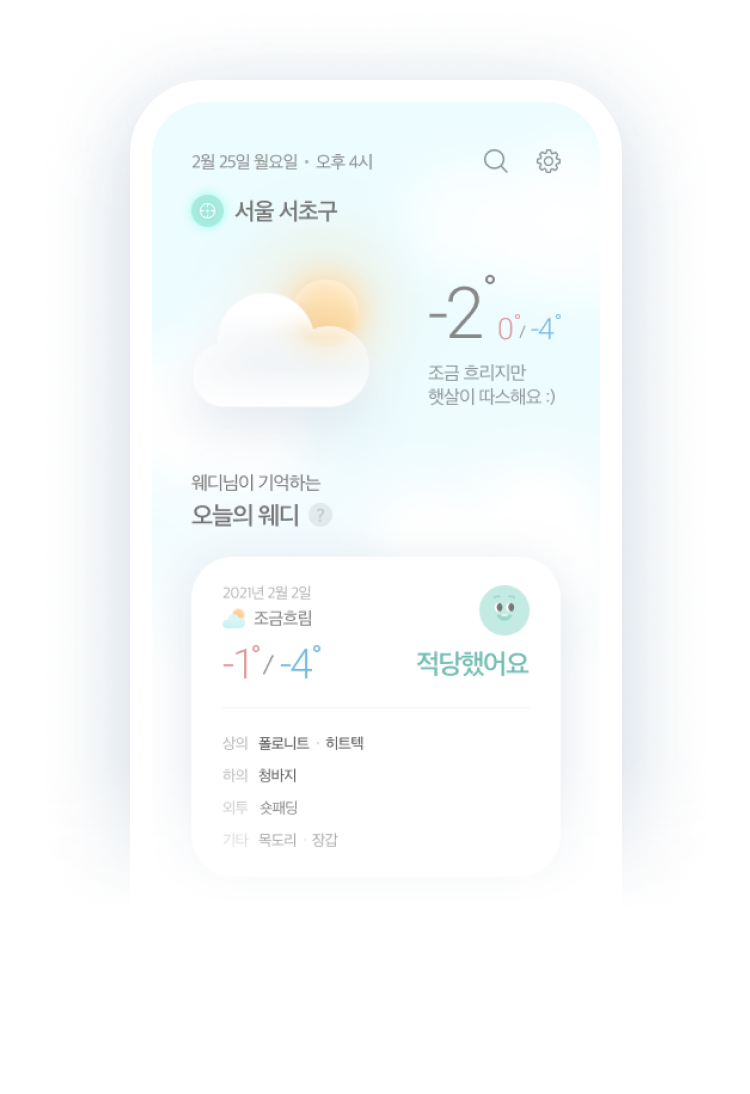 2월 25일 월요일 • 오후 4시
서울 서초구
-2° 0°/ -4°
조금 흐리지만
햇살이 따스해요 :)
웨디님이 기억하는
오늘의 웨디 ?
2021년 2월 2일
조금흐림
-1°/ -4°
적당했어요
상의 폴로니트 · 히트텍
하의 청바지
외투 숏패딩
기타 목도리 · 장갑